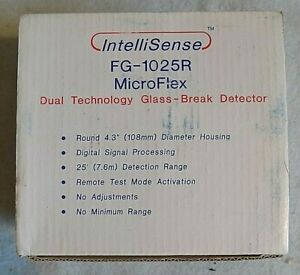 IntelliSense™
FG-1025R
MicroFlex
Dual Technology Glass-Break Detector
• Round 4.3" (108mm) Diameter Housing
• Digital Signal Processing
• 25' (7.6m) Detection Range
• Remote Test Mode Activation
• No Adjustments
• No Minimum Range